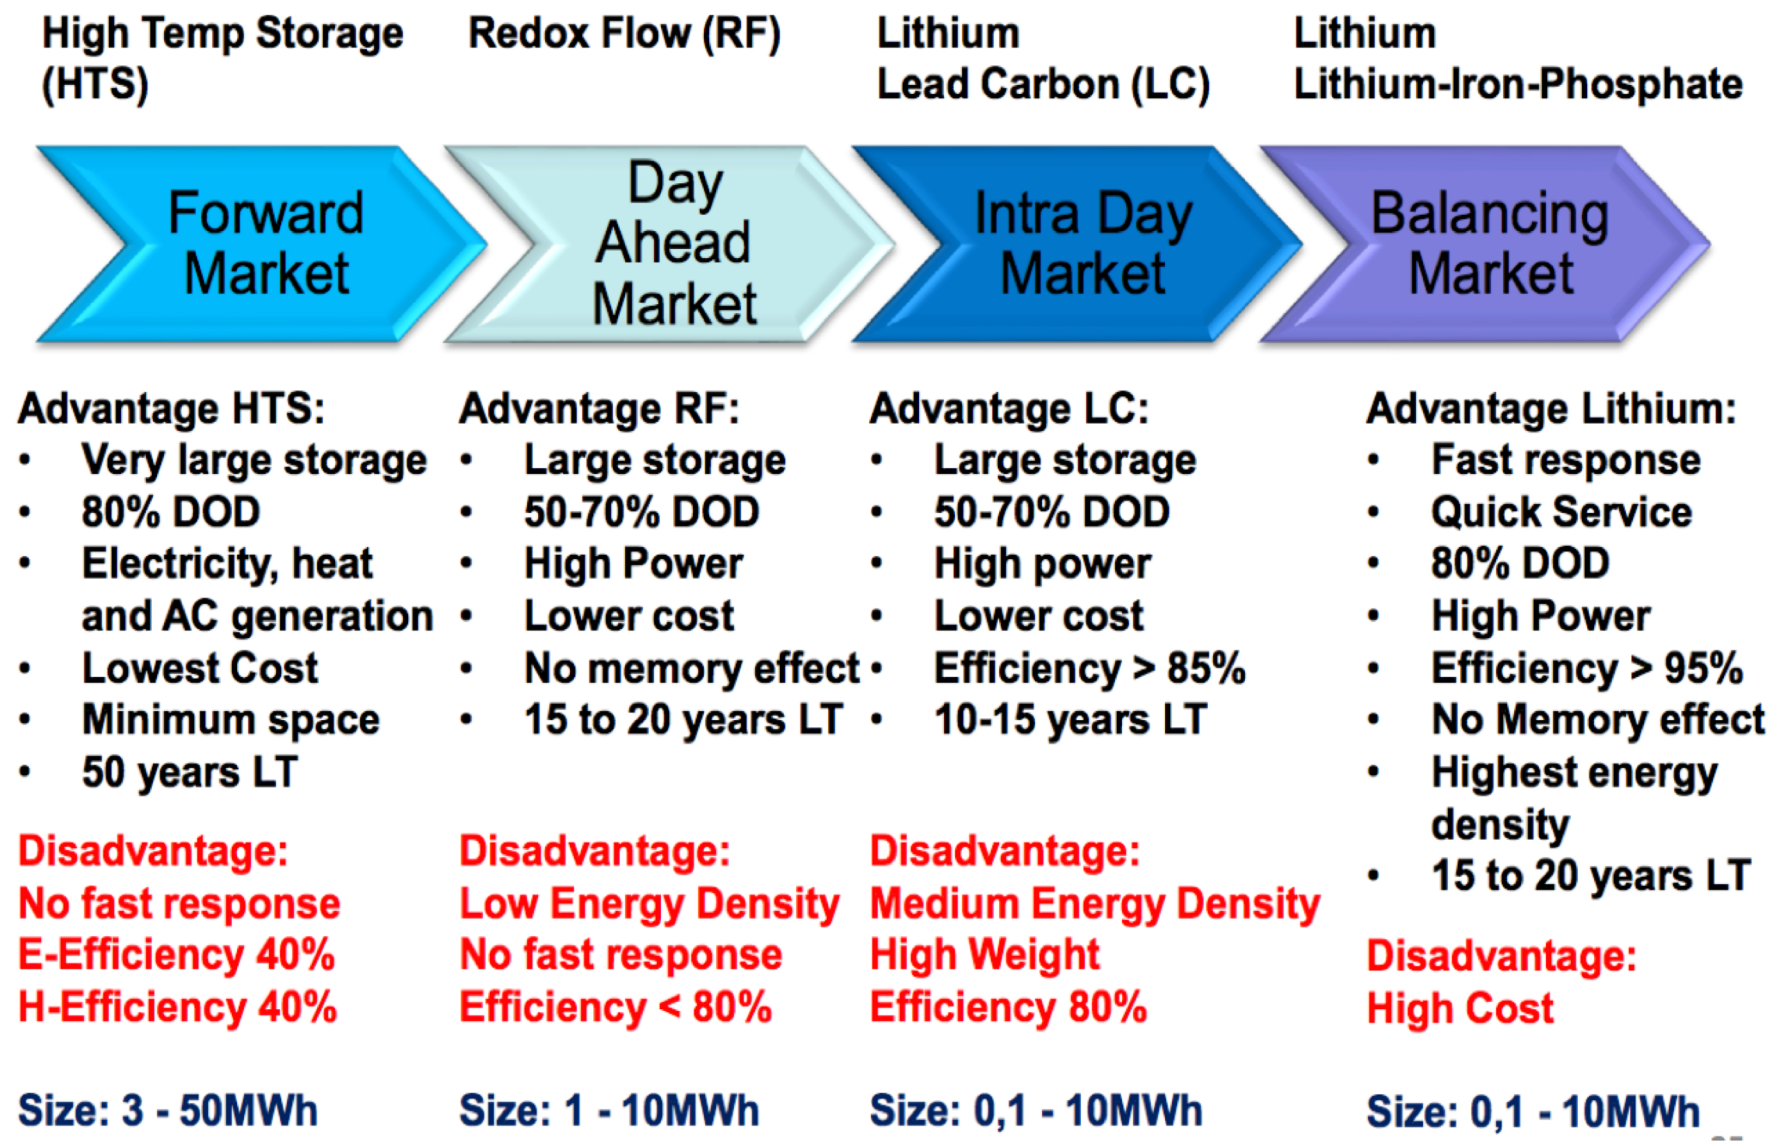 High Temp Storage
(HTS)
Redox Flow (RF)
Lithium
Lead Carbon (LC)
Lithium
Lithium-Iron-Phosphate
Forward
Market
Day
Ahead
Market
Intra Day
Market
Balancing
Market
Advantage HTS:
• Very large storage
• 80% DOD
• Electricity, heat
and AC generation
• Lowest Cost
• Minimum space
• 50 years LT
Disadvantage:
No fast response
E-Efficiency 40%
H-Efficiency 40%
Size: 3 - 50MWh
Advantage RF:
• Large storage
• 50-70% DOD
• High Power
• Lower cost
• No memory effect
• 15 to 20 years LT
Disadvantage:
Low Energy Density
No fast response
Efficiency < 80%
Size: 1 - 10MWh
Advantage LC:
• Large storage
• 50-70% DOD
• High power
• Lower cost
• Efficiency > 85%
• 10-15 years LT
Disadvantage:
Medium Energy Density
High Weight
Efficiency 80%
Size: 0,1 - 10MWh
Advantage Lithium:
• Fast response
• Quick Service
• 80% DOD
• High Power
• Efficiency > 95%
• No Memory effect
• Highest energy
density
• 15 to 20 years LT
Disadvantage:
High Cost
Size: 0,1 - 10MWh